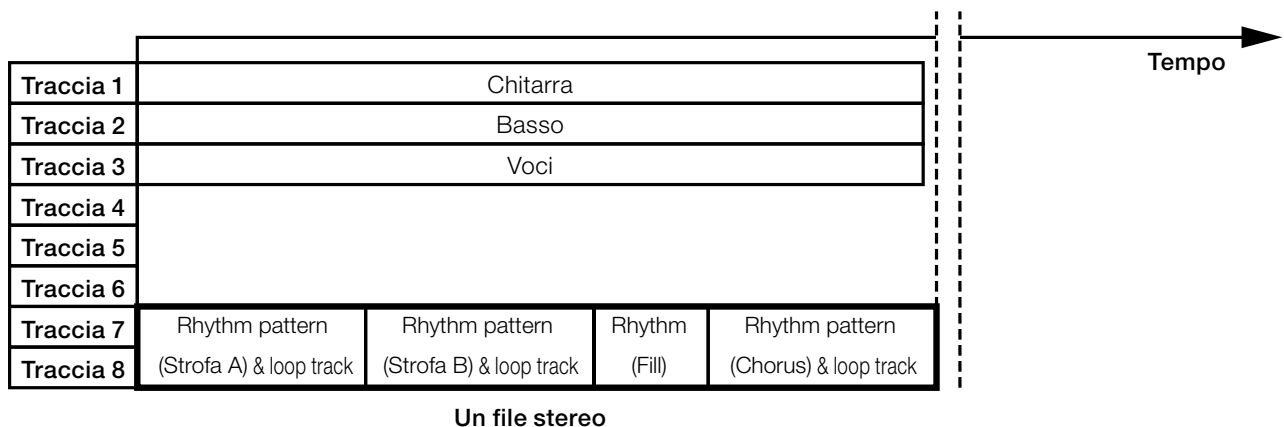 Tempo
Traccia 1 Chitarra
Traccia 2 Basso
Traccia 3 Voci
Traccia 4
Traccia 5
Traccia 6
Traccia 7 Rhythm pattern Rhythm pattern Rhythm Rhythm pattern
Traccia 8 (Strofa A) & loop track (Strofa B) & loop track (Fill) (Chorus) & loop track
Un file stereo